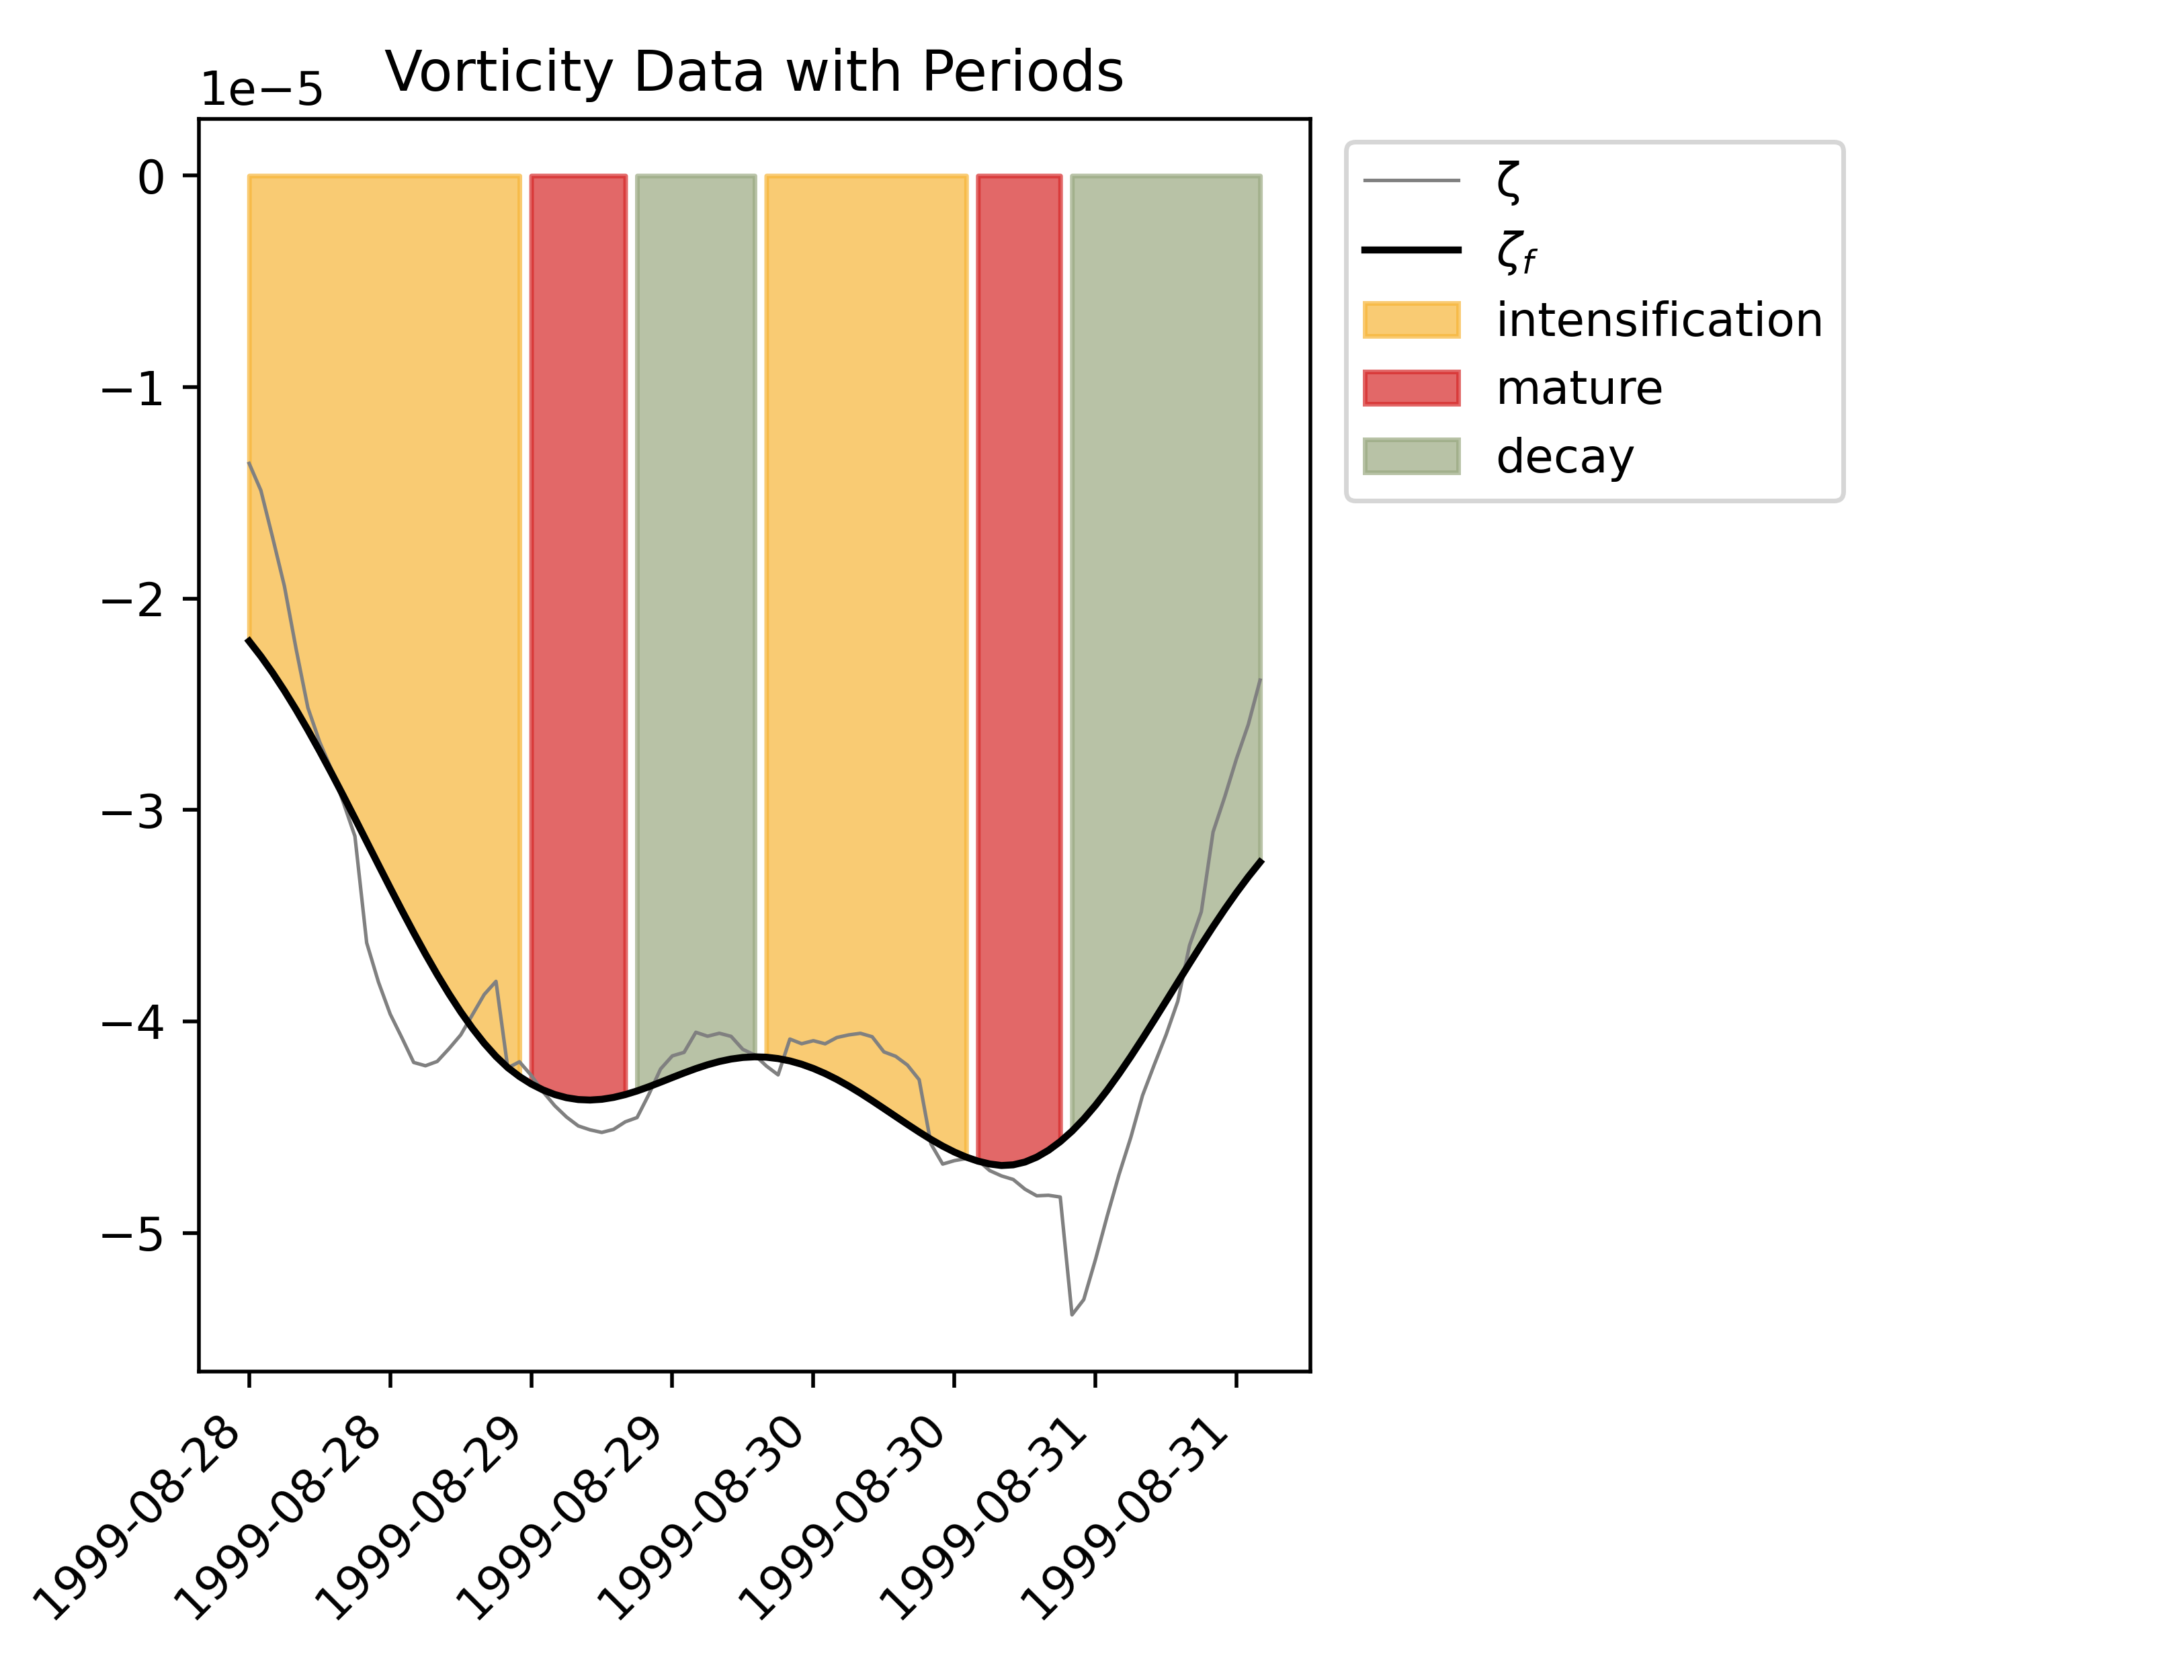 Vorticity Data with Periods
1e−5
0
−1
−2
−3
−4
−5
1999-08-28
1999-08-28
1999-08-29
1999-08-29
1999-08-30
1999-08-30
1999-08-31
1999-08-31
ζ
ζf
intensification
mature
decay